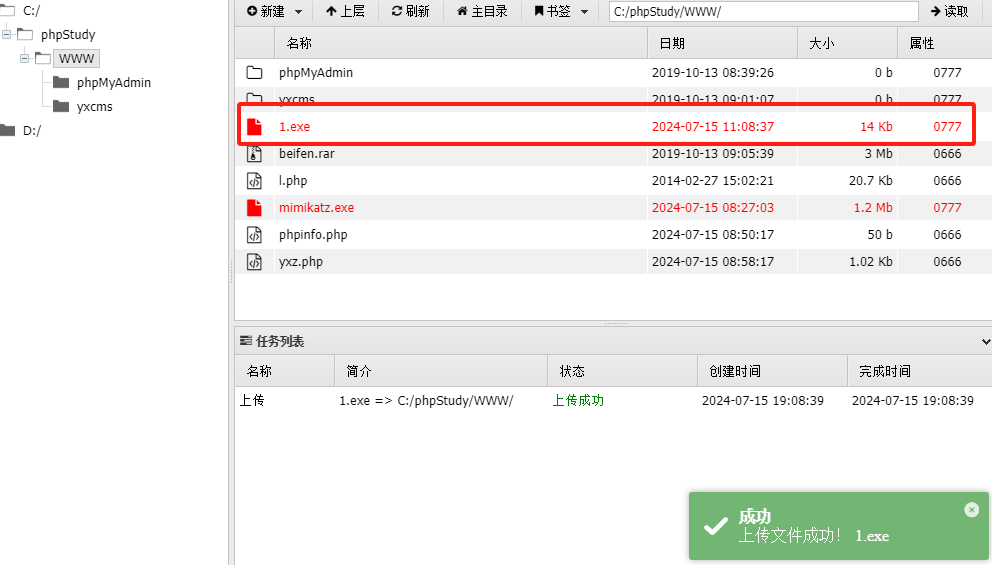 C:/
phpStudy
WWW
phpMyAdmin
yxcms
D:/
新建 上层 刷新 主目录 书签 C:/phpStudy/WWW/ 读取
名称 日期 大小 属性
phpMyAdmin 2019-10-13 08:39:26 0 b 0777
yxcms 2019-10-13 09:01:07 0 b 0777
1.exe 2024-07-15 11:08:37 14 Kb 0777
beifen.rar 2019-10-13 09:05:39 3 Mb 0666
l.php 2014-02-27 15:02:21 20.7 Kb 0666
mimikatz.exe 2024-07-15 08:27:03 1.2 Mb 0777
phpinfo.php 2024-07-15 08:50:17 50 b 0666
yxz.php 2024-07-15 08:58:17 1.02 Kb 0666
任务列表
名称 简介 状态 创建时间 完成时间
上传 1.exe => C:/phpStudy/WWW/ 上传成功 2024-07-15 19:08:39 2024-07-15 19:08:39
成功
上传文件成功! 1.exe